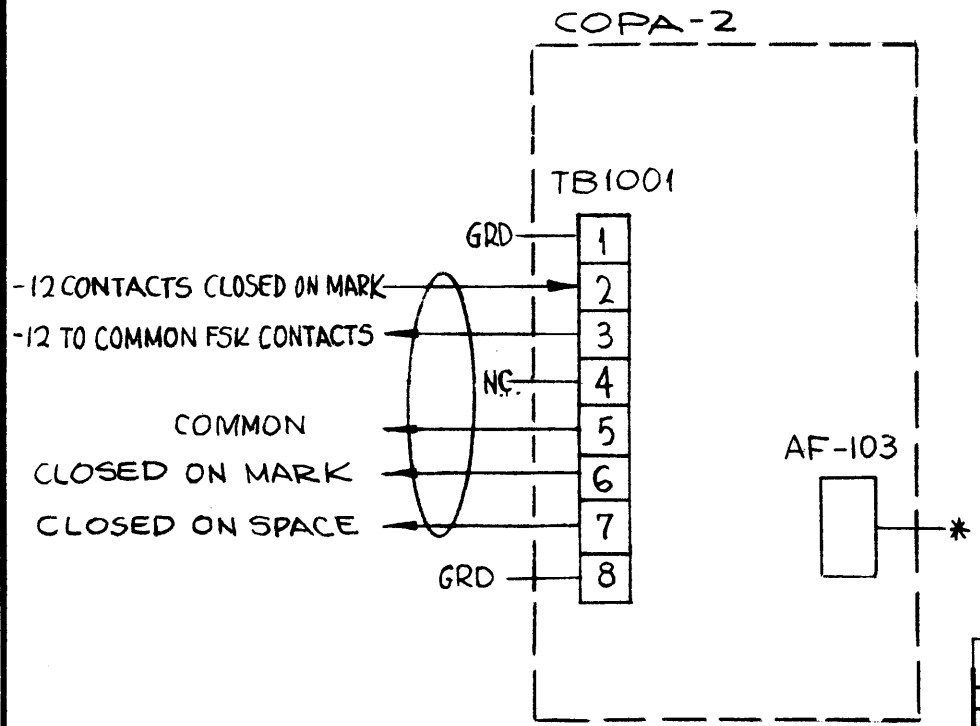 COPA-2
TB1001
GRD 1
-12 CONTACTS CLOSED ON MARK 2
-12 TO COMMON FSK CONTACTS 3
N.C. 4
COMMON 5
AF-103
CLOSED ON MARK 6
CLOSED ON SPACE 7
*
GRD 8